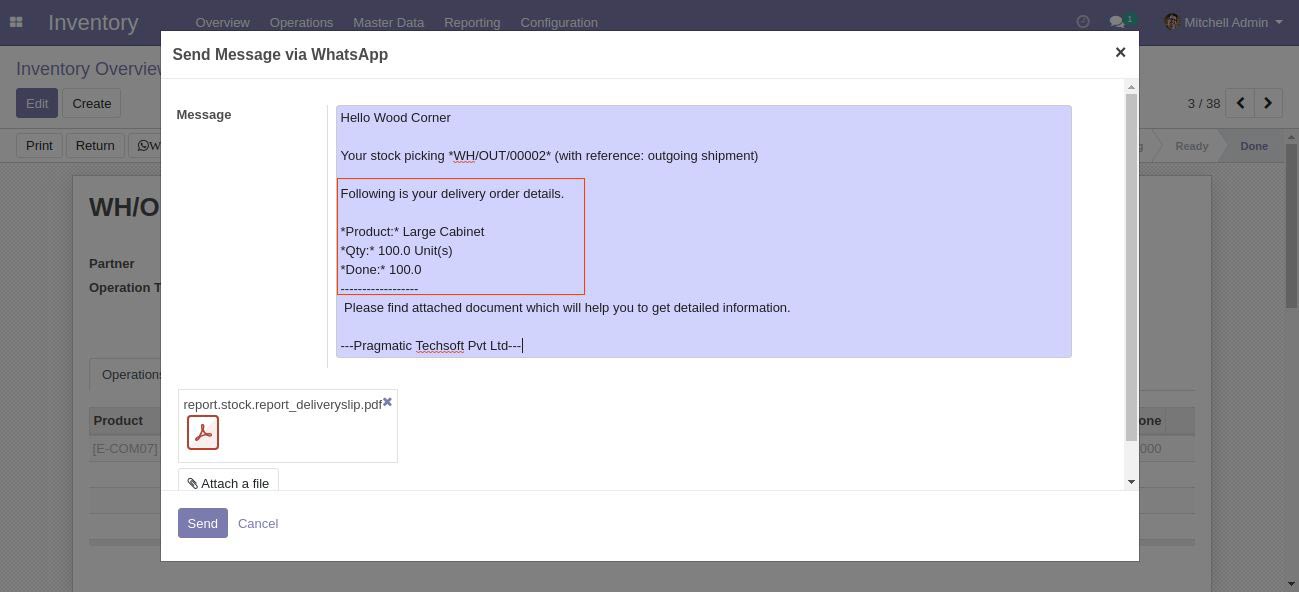 Inventory Overview Operations Master Data Reporting Configuration 1 Mitchell Admin
Send Message via WhatsApp ×
Inventory
Edit Create 3 / 38
Print Return Ready Done
WH/O
Partner
Operation T
Operations
Product
[E-COM07]
Message
Hello Wood Corner
Your stock picking *WH/OUT/00002* (with reference: outgoing shipment)
Following is your delivery order details.
*Product:* Large Cabinet
*Qty:* 100.0 Unit(s)
*Done:* 100.0
------------------
Please find attached document which will help you to get detailed information.
---Pragmatic Techsoft Pvt Ltd---
report.stock.report_deliveryslip.pdf
Attach a file
Send Cancel